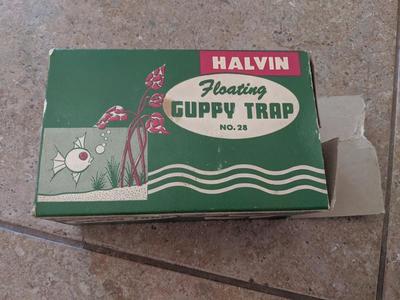 HALVIN
Floating
GUPPY TRAP
NO. 28